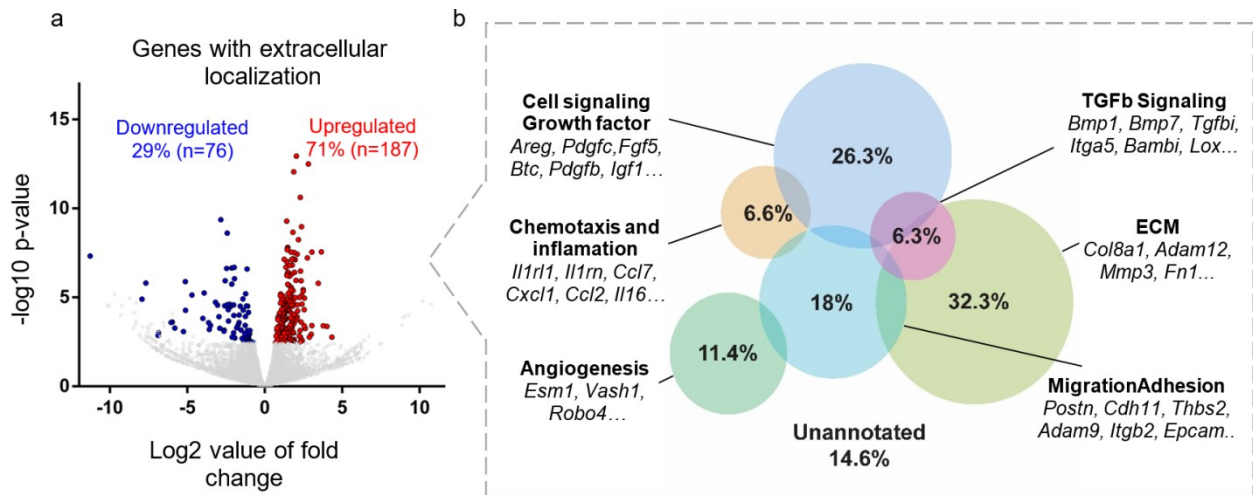 a
Genes with extracellular
localization
Downregulated
29% (n=76)
Upregulated
71% (n=187)
-log10 p-value
15
10
5
0
-10
-5
0
5
10
Log2 value of fold
change
b
Cell signaling
Growth factor
Areg, Pdgfc,Fgf5,
Btc, Pdgfb, Igf1…
Chemotaxis and
inflamation
Il1rl1, Il1rn, Ccl7,
Cxcl1, Ccl2, Il16…
Angiogenesis
Esm1, Vash1,
Robo4…
26.3%
6.6%
6.3%
18%
32.3%
11.4%
Unannotated
14.6%
TGFb Signaling
Bmp1, Bmp7, Tgfbi,
Itga5, Bambi, Lox…
ECM
Col8a1, Adam12,
Mmp3, Fn1…
MigrationAdhesion
Postn, Cdh11, Thbs2,
Adam9, Itgb2, Epcam..